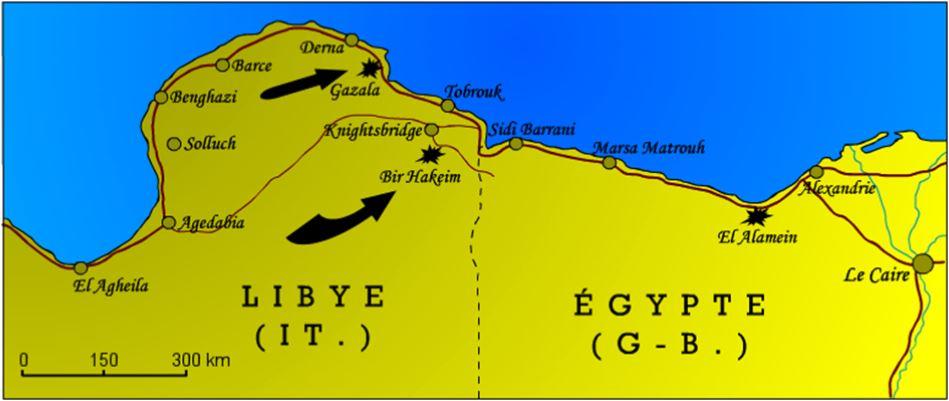 Derna
Barce
Gazala
Benghazi
Tobrouk
Knightsbridge
Sidi Barrani
Solluch
Marsa Matrouh
Bir Hakeim
Alexandrie
Agedabia
El Alamein
Le Caire
El Agheila
LIBYE
(IT.)
ÉGYPTE
(G-B.)
0 150 300 km